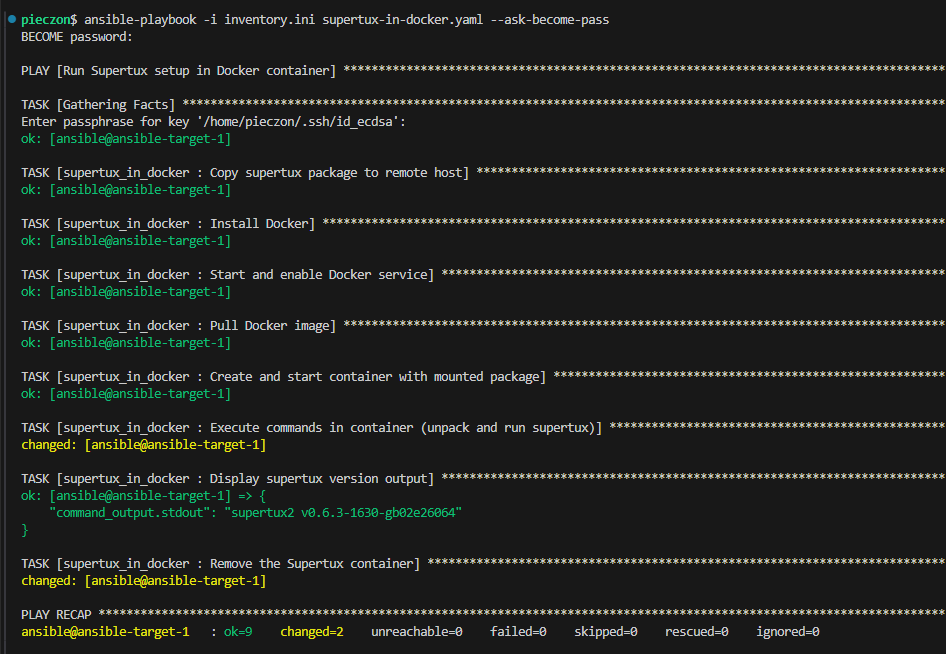 pieczon$ ansible-playbook -i inventory.ini supertux-in-docker.yaml --ask-become-pass
BECOME password:
PLAY [Run Supertux setup in Docker container] **************************************************************************************
TASK [Gathering Facts] *************************************************************************************************************
Enter passphrase for key '/home/pieczon/.ssh/id_ecdsa':
ok: [ansible@ansible-target-1]
TASK [supertux_in_docker : Copy supertux package to remote host] *******************************************************************
ok: [ansible@ansible-target-1]
TASK [supertux_in_docker : Install Docker] *****************************************************************************************
ok: [ansible@ansible-target-1]
TASK [supertux_in_docker : Start and enable Docker service] ************************************************************************
ok: [ansible@ansible-target-1]
TASK [supertux_in_docker : Pull Docker image] **************************************************************************************
ok: [ansible@ansible-target-1]
TASK [supertux_in_docker : Create and start container with mounted package] ********************************************************
ok: [ansible@ansible-target-1]
TASK [supertux_in_docker : Execute commands in container (unpack and run supertux)] ************************************************
changed: [ansible@ansible-target-1]
TASK [supertux_in_docker : Display supertux version output] ************************************************************************
ok: [ansible@ansible-target-1] => {
    "command_output.stdout": "supertux2 v0.6.3-1630-gb02e26064"
}
TASK [supertux_in_docker : Remove the Supertux container] **************************************************************************
changed: [ansible@ansible-target-1]
PLAY RECAP *************************************************************************************************************************
ansible@ansible-target-1   : ok=9    changed=2    unreachable=0    failed=0    skipped=0    rescued=0    ignored=0